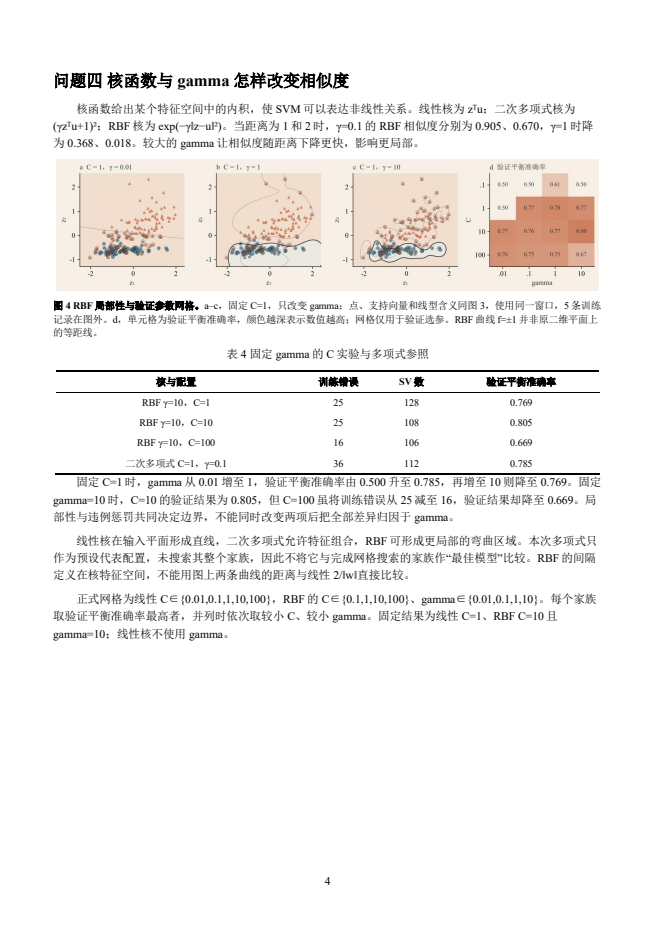 问题四 核函数与 gamma 怎样改变相似度
核函数给出某个特征空间中的内积，使 SVM 可以表达非线性关系。线性核为 zᵀu；二次多项式核为
(γzᵀu+1)²；RBF 核为 exp(−γ‖z−u‖²)。当距离为 1 和 2 时，γ=0.1 的 RBF 相似度分别为 0.905、0.670，γ=1 时降
为 0.368、0.018。较大的 gamma 让相似度随距离下降更快，影响更局部。
a C = 1，γ = 0.01
b C = 1，γ = 1
c C = 1，γ = 10
d 验证平衡准确率
2 1 0 -1
z₂
-2 0 2
z₁
2 1 0 -1
z₂
-2 0 2
z₁
2 1 0 -1
z₂
-2 0 2
z₁
C
.1 0.50 0.50 0.61 0.50
1 0.50 0.77 0.78 0.77
10 0.77 0.76 0.77 0.80
100 0.76 0.75 0.75 0.67
.01 .1 1 10
gamma
图 4 RBF 局部性与验证参数网格。a–c，固定 C=1，只改变 gamma；点、支持向量和线型含义同图 3，使用同一窗口，5 条训练
记录在图外。d，单元格为验证平衡准确率，颜色越深表示数值越高；网格仅用于验证选参。RBF 曲线 f=±1 并非原二维平面上
的等距线。
表 4 固定 gamma 的 C 实验与多项式参照
核与配置 训练错误 SV 数 验证平衡准确率
RBF γ=10，C=1 25 128 0.769
RBF γ=10，C=10 25 108 0.805
RBF γ=10，C=100 16 106 0.669
二次多项式 C=1，γ=0.1 36 112 0.785
固定 C=1 时，gamma 从 0.01 增至 1，验证平衡准确率由 0.500 升至 0.785，再增至 10 则降至 0.769。固定
gamma=10 时，C=10 的验证结果为 0.805，但 C=100 虽将训练错误从 25 减至 16，验证结果却降至 0.669。局
部性与违例惩罚共同决定边界，不能同时改变两项后把全部差异归因于 gamma。
线性核在输入平面形成直线，二次多项式允许特征组合，RBF 可形成更局部的弯曲区域。本次多项式只
作为预设代表配置，未搜索其整个家族，因此不将它与完成网格搜索的家族作“最佳模型”比较。RBF 的间隔
定义在核特征空间，不能用图上两条曲线的距离与线性 2/‖w‖直接比较。
正式网格为线性 C∈{0.01,0.1,1,10,100}，RBF 的 C∈{0.1,1,10,100}、gamma∈{0.01,0.1,1,10}。每个家族
取验证平衡准确率最高者，并列时依次取较小 C、较小 gamma。固定结果为线性 C=1、RBF C=10 且
gamma=10；线性核不使用 gamma。
4